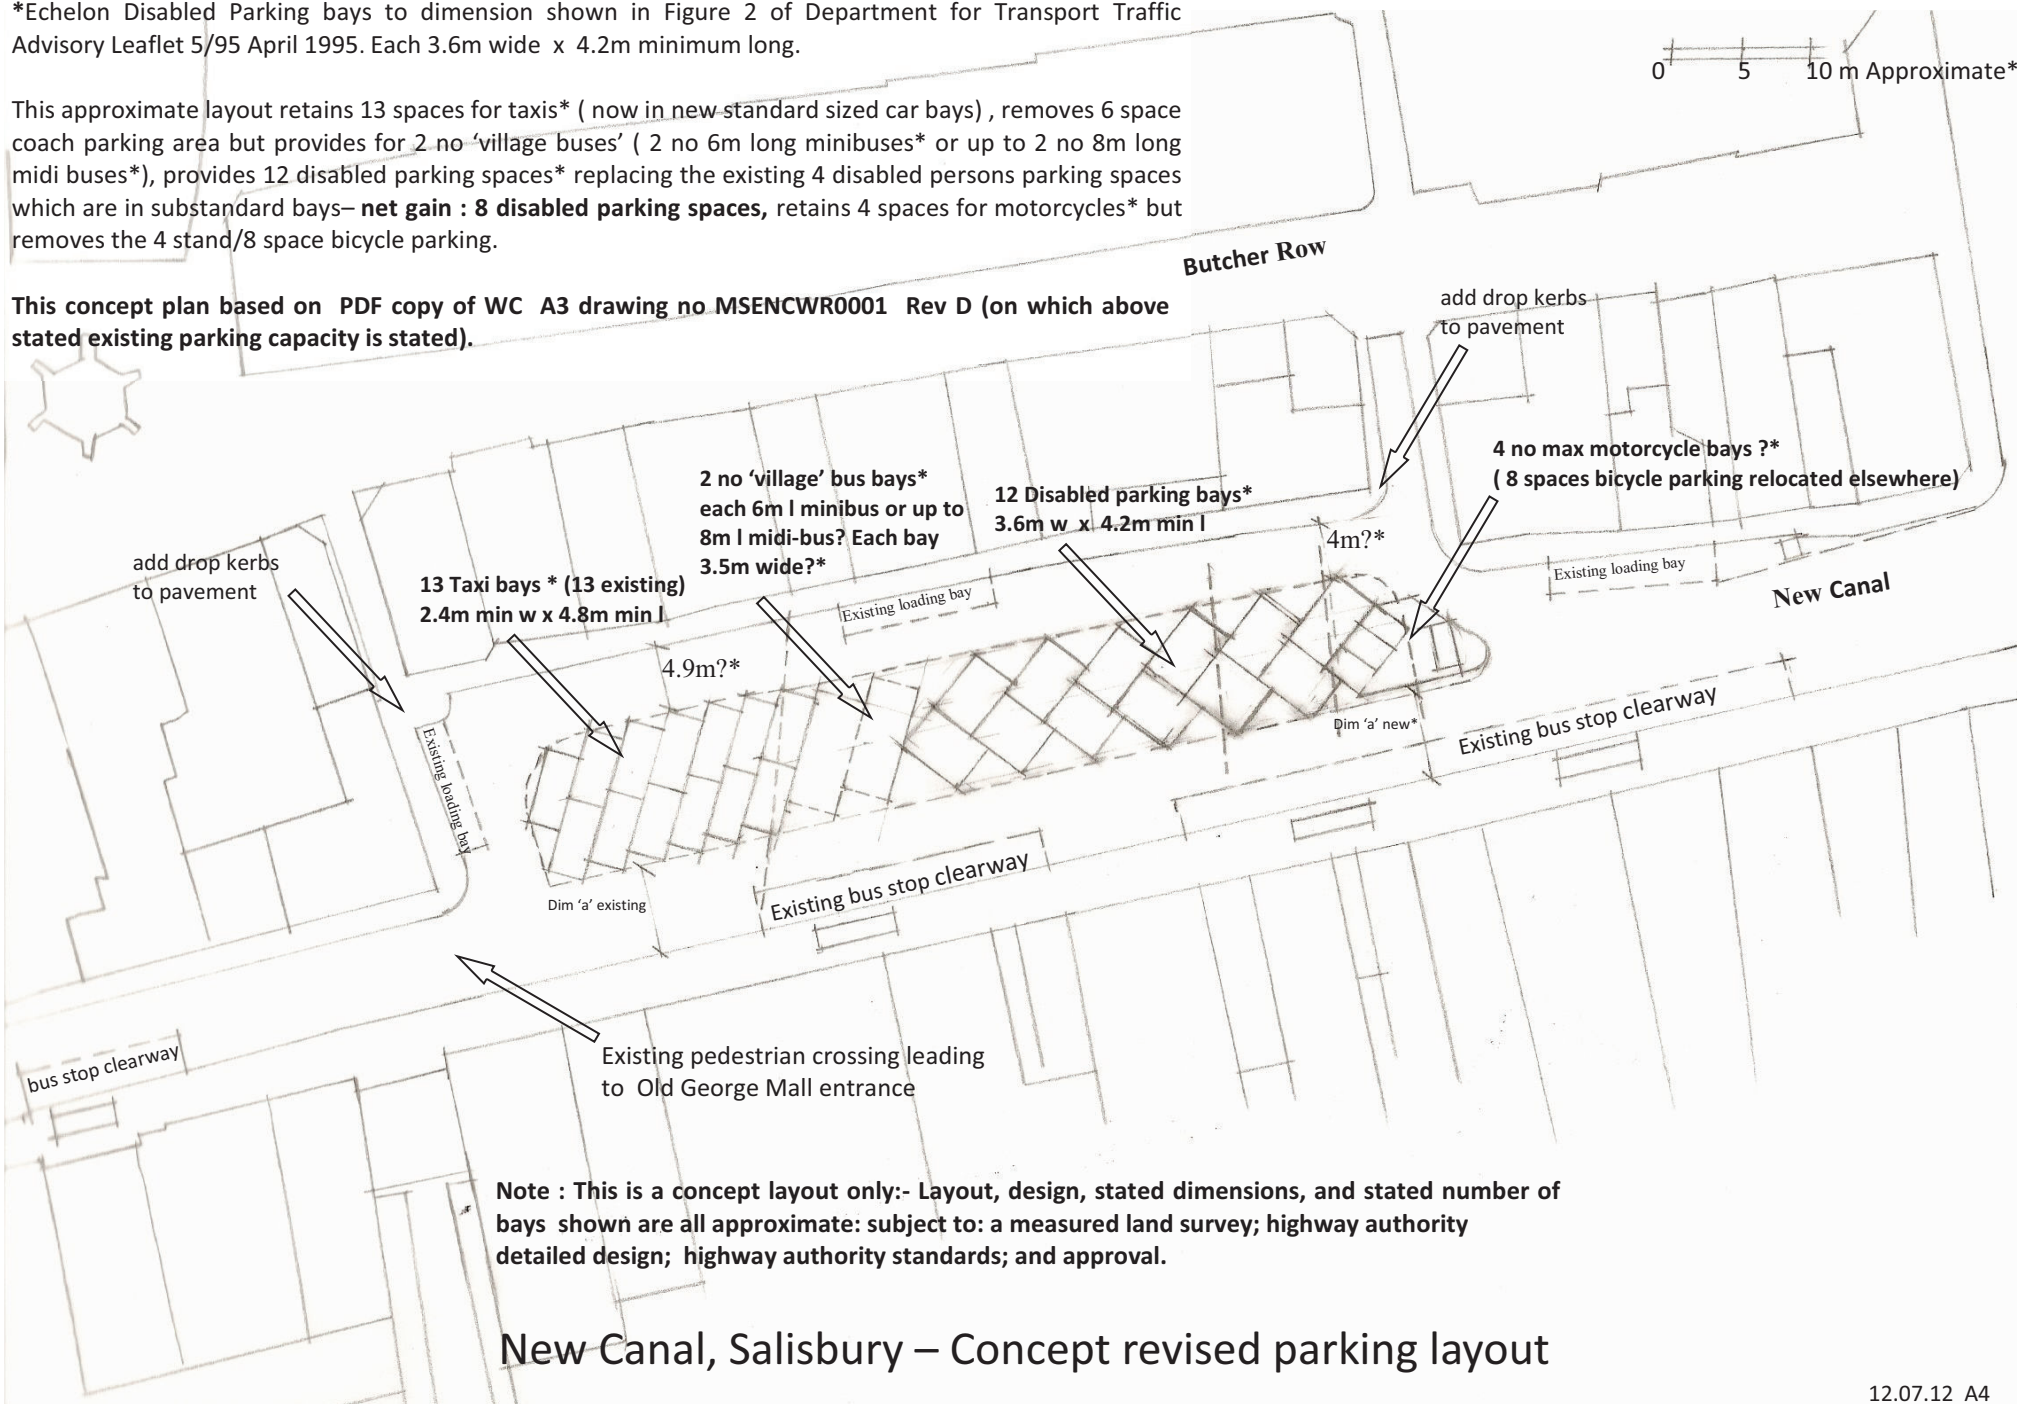 *Echelon Disabled Parking bays to dimension shown in Figure 2 of Department for Transport Traffic
Advisory Leaflet 5/95 April 1995. Each 3.6m wide x 4.2m minimum long.
0 5 10 m Approximate*
This approximate layout retains 13 spaces for taxis* ( now in new standard sized car bays) , removes 6 space
coach parking area but provides for 2 no ‘village buses’ ( 2 no 6m long minibuses* or up to 2 no 8m long
midi buses*), provides 12 disabled parking spaces* replacing the existing 4 disabled persons parking spaces
which are in substandard bays– net gain : 8 disabled parking spaces, retains 4 spaces for motorcycles* but
removes the 4 stand/8 space bicycle parking.
This concept plan based on PDF copy of WC A3 drawing no MSENCWR0001 Rev D (on which above
stated existing parking capacity is stated).
Butcher Row
add drop kerbs
to pavement
4 no max motorcycle bays ?*
( 8 spaces bicycle parking relocated elsewhere)
2 no ‘village’ bus bays*
each 6m l minibus or up to
8m l midi-bus? Each bay
3.5m wide?*
12 Disabled parking bays*
3.6m w x 4.2m min l
4m?*
add drop kerbs
to pavement
13 Taxi bays * (13 existing)
2.4m min w x 4.8m min l
Existing loading bay
Existing loading bay
New Canal
4.9m?*
Existing loading bay
Dim ‘a’ new*
Existing bus stop clearway
Dim ‘a’ existing
Existing bus stop clearway
bus stop clearway
Existing pedestrian crossing leading
to Old George Mall entrance
Note : This is a concept layout only:- Layout, design, stated dimensions, and stated number of
bays shown are all approximate: subject to: a measured land survey; highway authority
detailed design; highway authority standards; and approval.
New Canal, Salisbury – Concept revised parking layout
12.07.12 A4